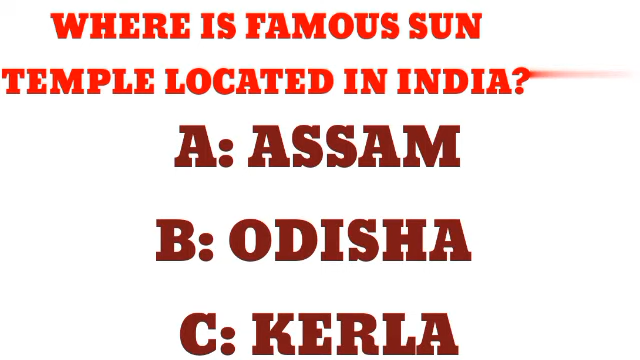 WHERE IS FAMOUS SUN
TEMPLE LOCATED IN INDIA?
A: ASSAM
B: ODISHA
C: KERLA